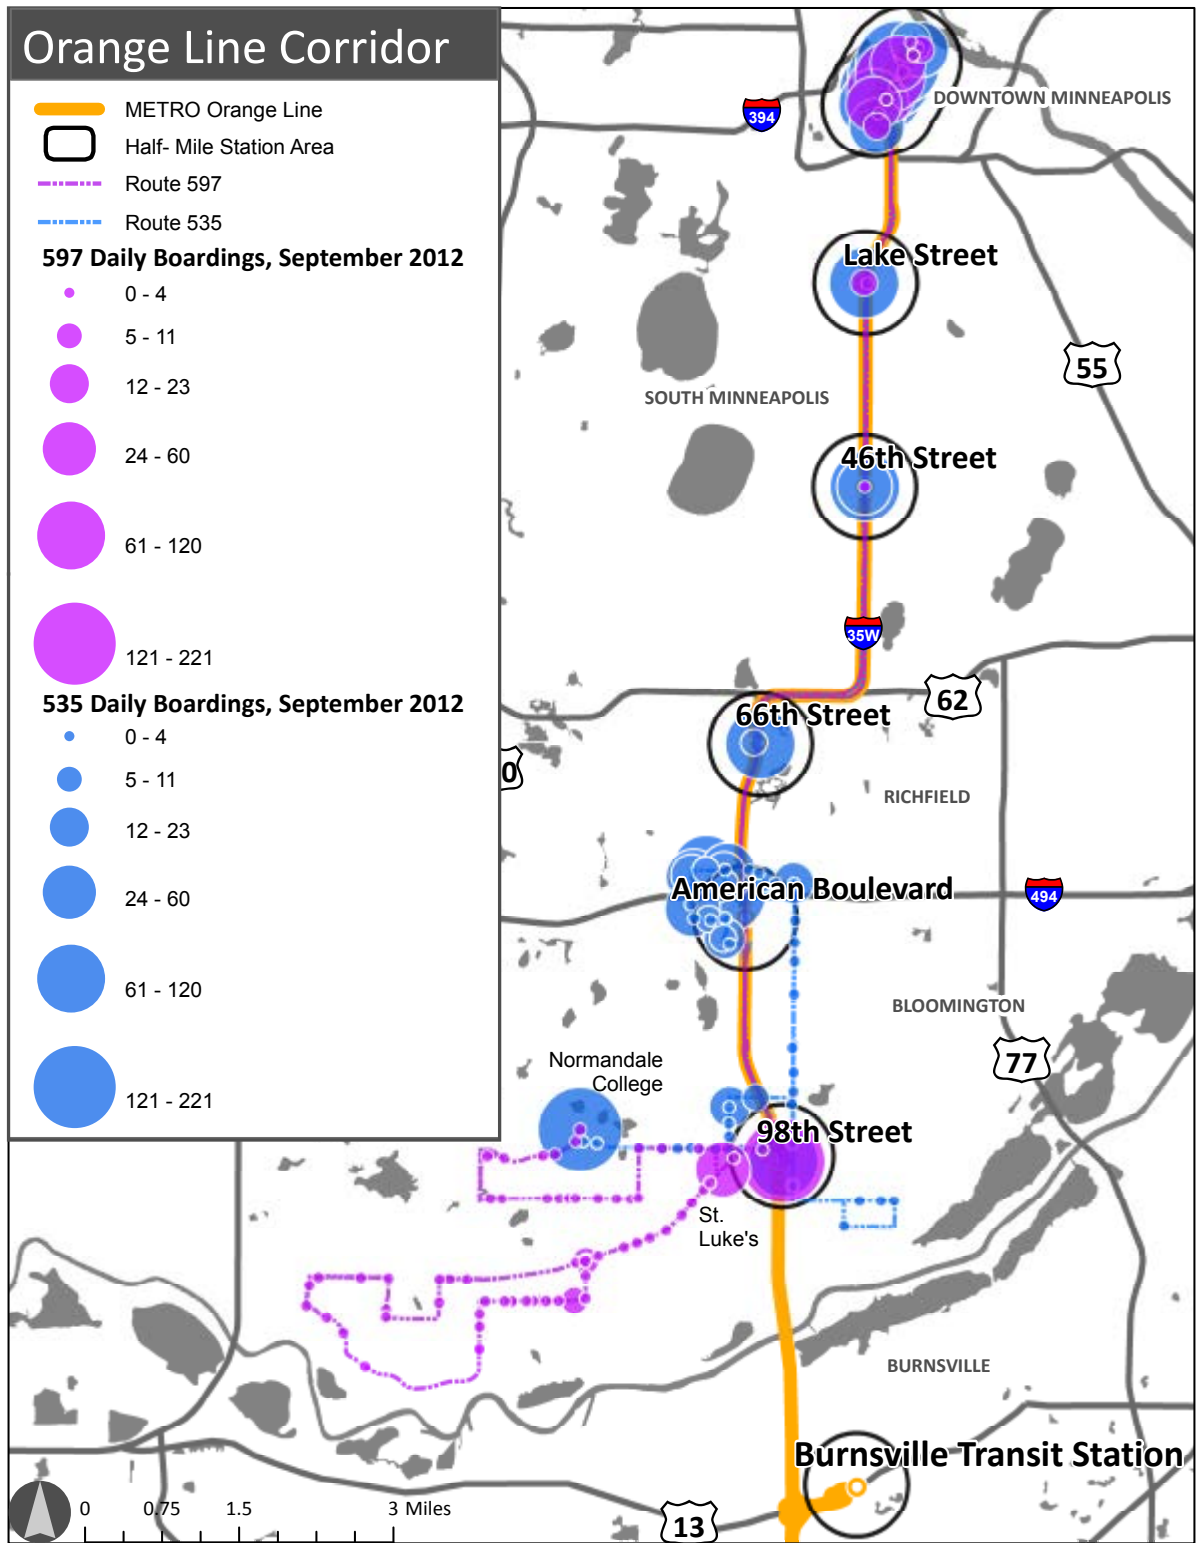 Orange Line Corridor
METRO Orange Line
Half- Mile Station Area
Route 597
Route 535
597 Daily Boardings, September 2012
0 - 4
5 - 11
12 - 23
24 - 60
61 - 120
121 - 221
535 Daily Boardings, September 2012
0 - 4
5 - 11
12 - 23
24 - 60
61 - 120
121 - 221
DOWNTOWN MINNEAPOLIS
394
Lake Street
55
SOUTH MINNEAPOLIS
46th Street
35W
62
66th Street
0
RICHFIELD
American Boulevard
494
BLOOMINGTON
77
Normandale
College
98th Street
St.
Luke's
BURNSVILLE
Burnsville Transit Station
13
0 0.75 1.5 3 Miles